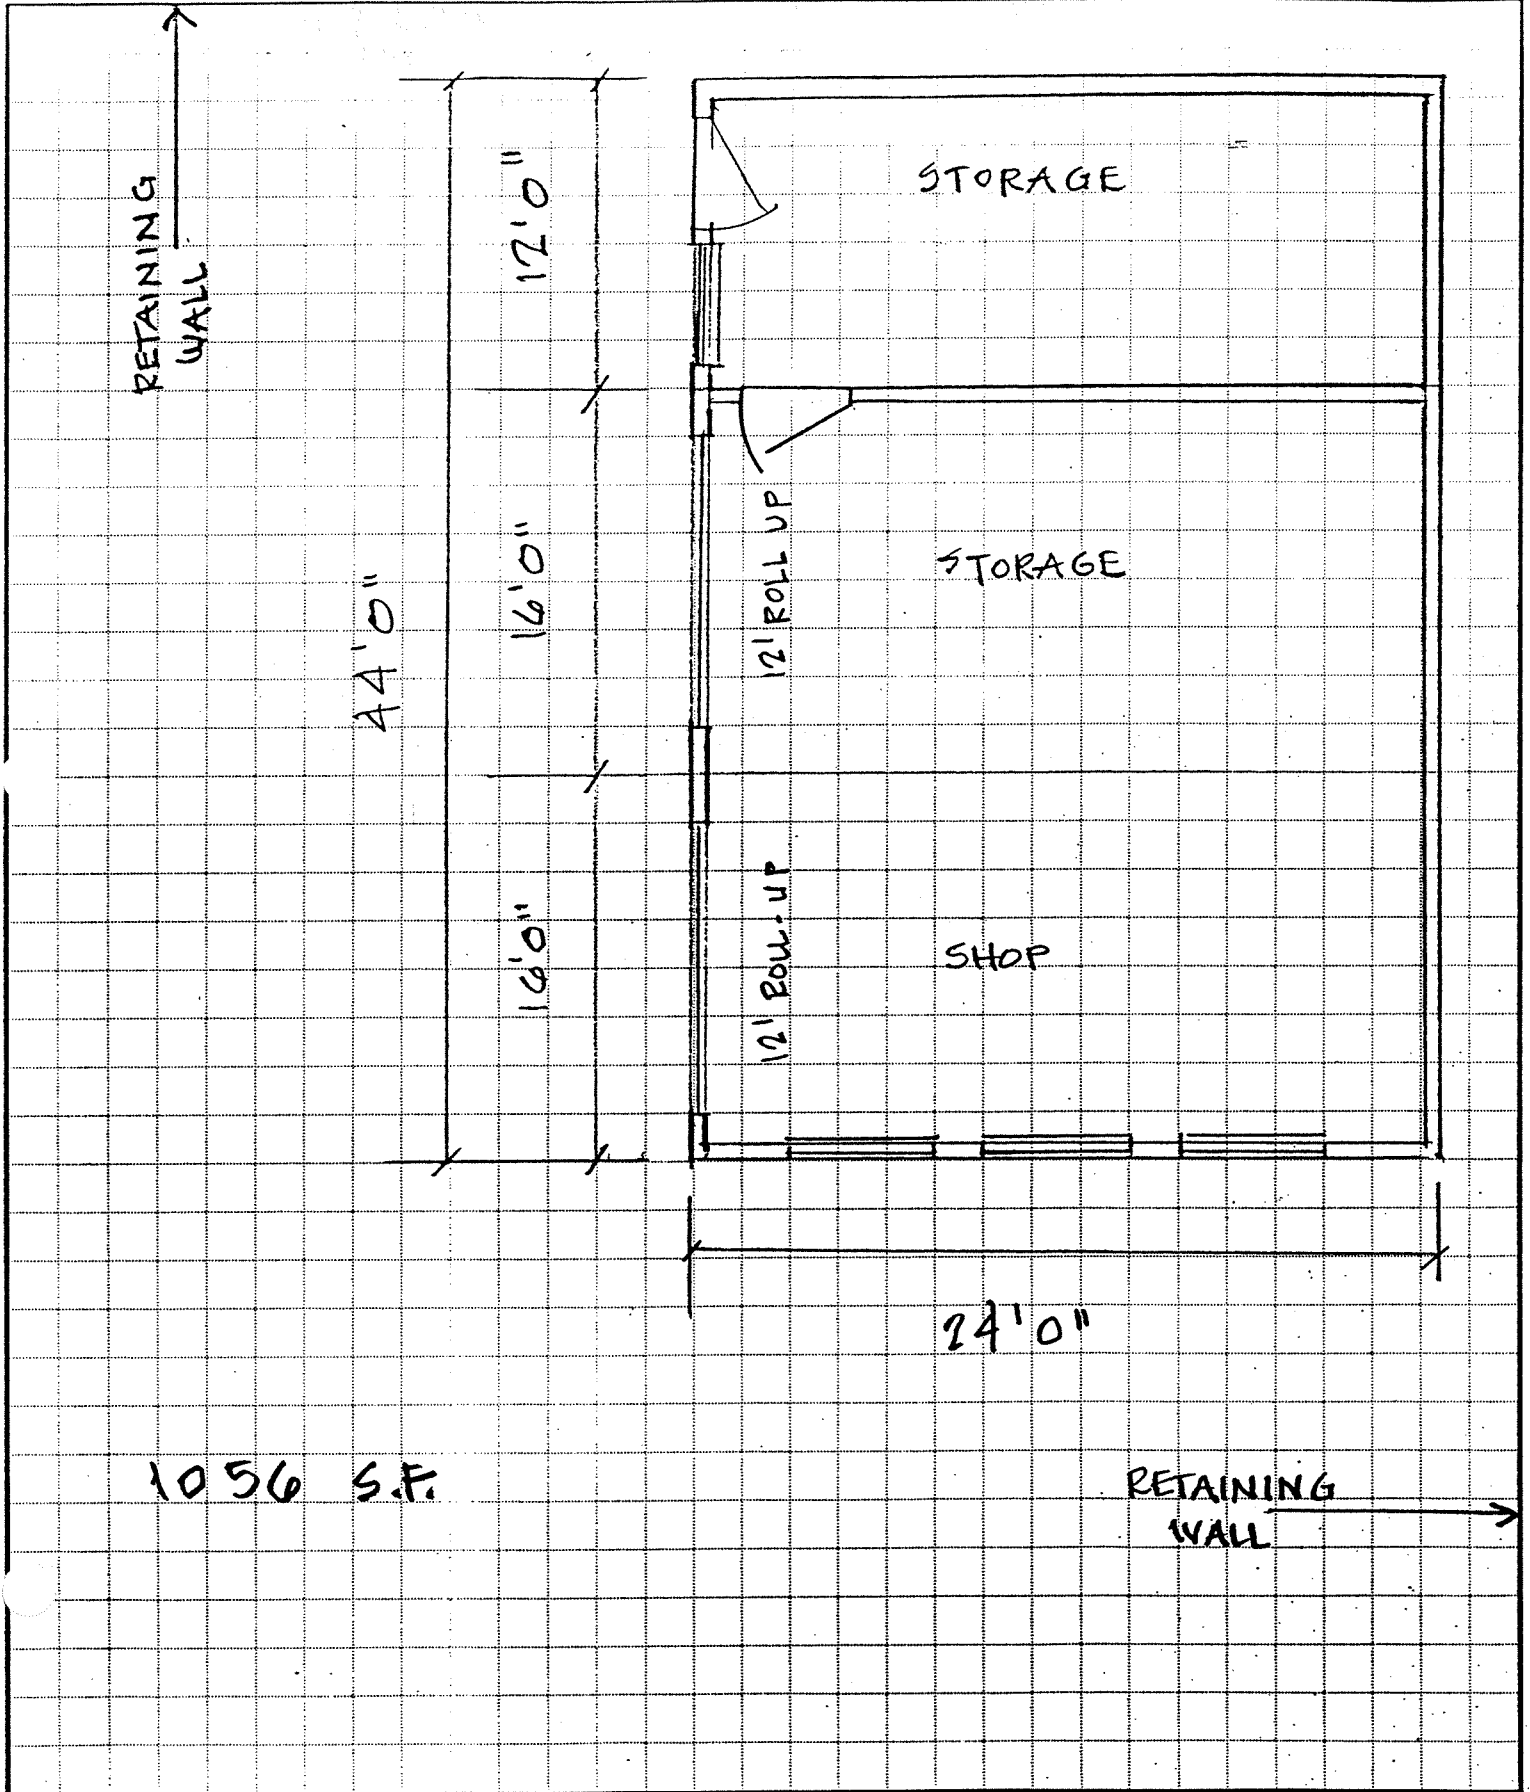 RETAINING
WALL
12'0"
STORAGE
16'0"
44'0"
12' ROLL UP
STORAGE
16'0"
12' ROLL-UP
SHOP
24'0"
1056 S.F.
RETAINING
WALL